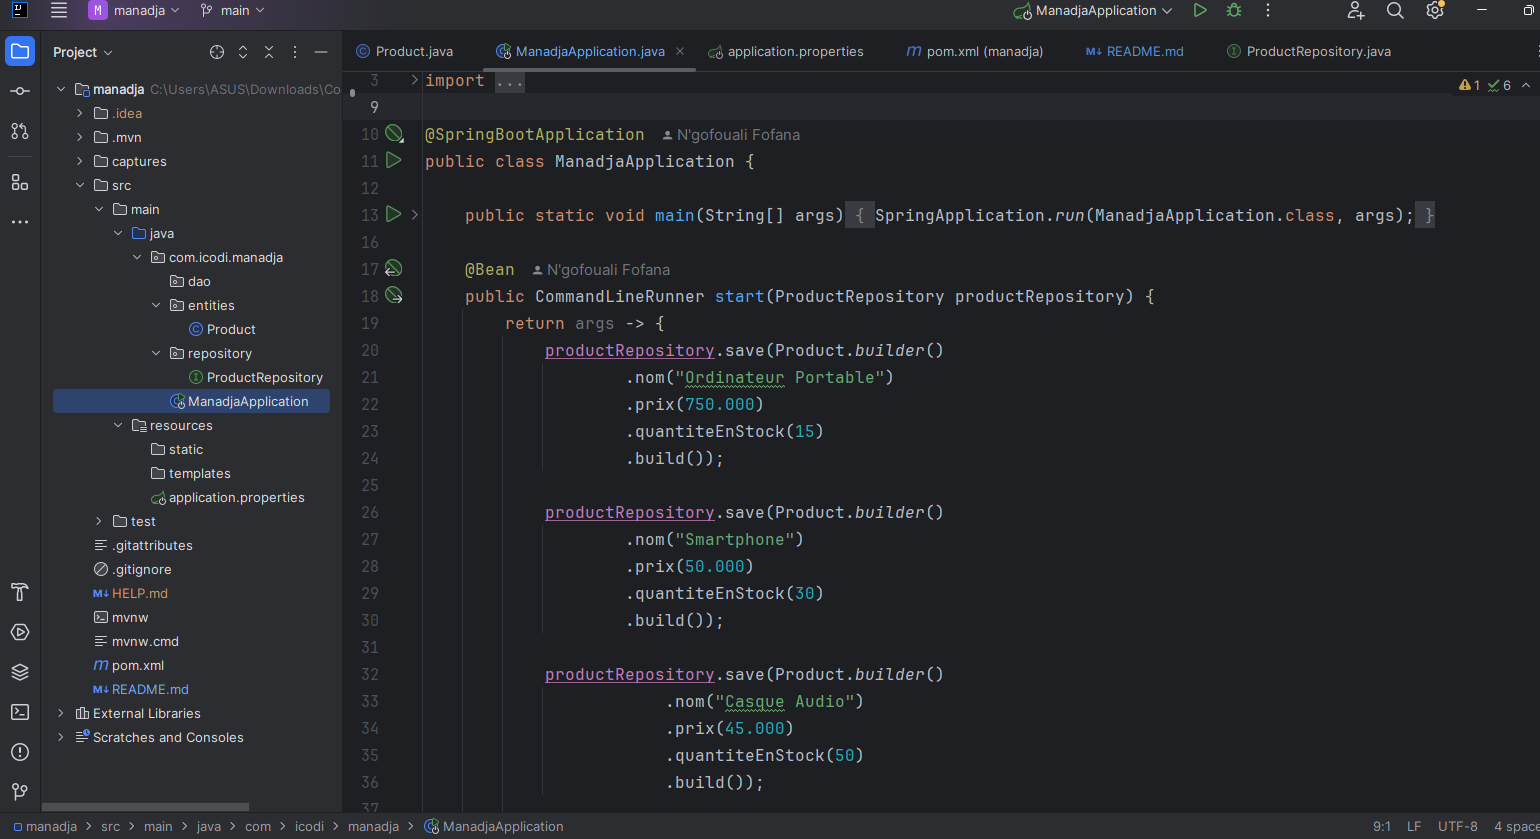 IJ
M manadja main ManadjaApplication
Project
manadja C:\Users\ASUS\Downloads\Co
.idea
.mvn
captures
src
main
java
com.icodi.manadja
dao
entities
Product
repository
ProductRepository
ManadjaApplication
resources
static
templates
application.properties
test
.gitattributes
.gitignore
M↓ HELP.md
mvnw
mvnw.cmd
m pom.xml
M↓ README.md
External Libraries
Scratches and Consoles
Product.java ManadjaApplication.java × application.properties m pom.xml (manadja) M↓ README.md ProductRepository.java
1 6
3 import ...
9
10 @SpringBootApplication N'gofouali Fofana
11 public class ManadjaApplication {
12
13 public static void main(String[] args) { SpringApplication.run(ManadjaApplication.class, args); }
16
17 @Bean N'gofouali Fofana
18 public CommandLineRunner start(ProductRepository productRepository) {
19 return args -> {
20 productRepository.save(Product.builder()
21 .nom("Ordinateur Portable")
22 .prix(750.000)
23 .quantiteEnStock(15)
24 .build());
25
26 productRepository.save(Product.builder()
27 .nom("Smartphone")
28 .prix(50.000)
29 .quantiteEnStock(30)
30 .build());
31
32 productRepository.save(Product.builder()
33 .nom("Casque Audio")
34 .prix(45.000)
35 .quantiteEnStock(50)
36 .build());
37
manadja > src > main > java > com > icodi > manadja > ManadjaApplication 9:1 LF UTF-8 4 spac